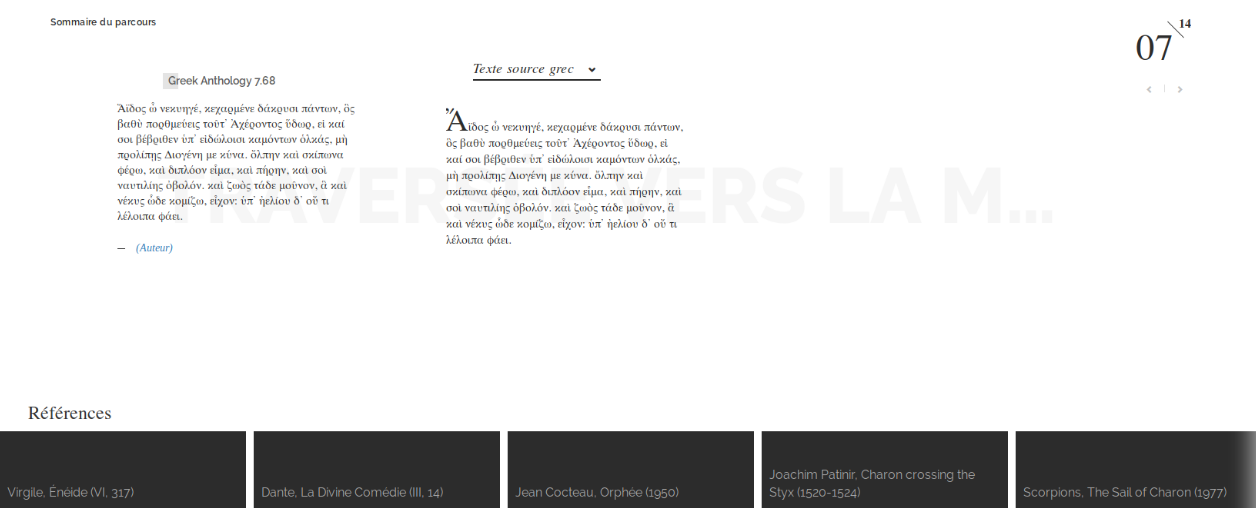 Sommaire du parcours
14
07
Greek Anthology 7.68
Texte source grec
Ἄϊδος ὦ νεκυηγέ, κεχαρμένε δάκρυσι πάντων, ὃς
βαθὺ πορθμεύεις τοῦτ᾽ Ἀχέροντος ὕδωρ, εἰ καί
σοι βέβριθεν ὑπ᾽ εἰδώλοισι καμόντων ὁλκάς, μὴ
προλίπῃς Διογένη με κύνα. ὄλπην καὶ σκίπωνα
φέρω, καὶ διπλόον εἷμα, καὶ πήρην, καὶ σοὶ
ναυτιλίης ὀβολόν. καὶ ζωὸς τάδε μοῦνον, ἃ καὶ
νέκυς ὧδε κομίζω, εἶχον: ὑπ᾽ ἠελίου δ᾽ οὔ τι
λέλοιπα φάει.
— (Auteur)
Ἄϊδος ὦ νεκυηγέ, κεχαρμένε δάκρυσι πάντων,
ὃς βαθὺ πορθμεύεις τοῦτ᾽ Ἀχέροντος ὕδωρ, εἰ
καί σοι βέβριθεν ὑπ᾽ εἰδώλοισι καμόντων ὁλκάς,
μὴ προλίπῃς Διογένη με κύνα. ὄλπην καὶ
σκίπωνα φέρω, καὶ διπλόον εἷμα, καὶ πήρην, καὶ
σοὶ ναυτιλίης ὀβολόν. καὶ ζωὸς τάδε μοῦνον, ἃ
καὶ νέκυς ὧδε κομίζω, εἶχον: ὑπ᾽ ἠελίου δ᾽ οὔ τι
λέλοιπα φάει.
LA M...
Références
Virgile, Énéide (VI, 317)
Dante, La Divine Comédie (III, 14)
Jean Cocteau, Orphée (1950)
Joachim Patinir, Charon crossing the
Styx (1520-1524)
Scorpions, The Sail of Charon (1977)